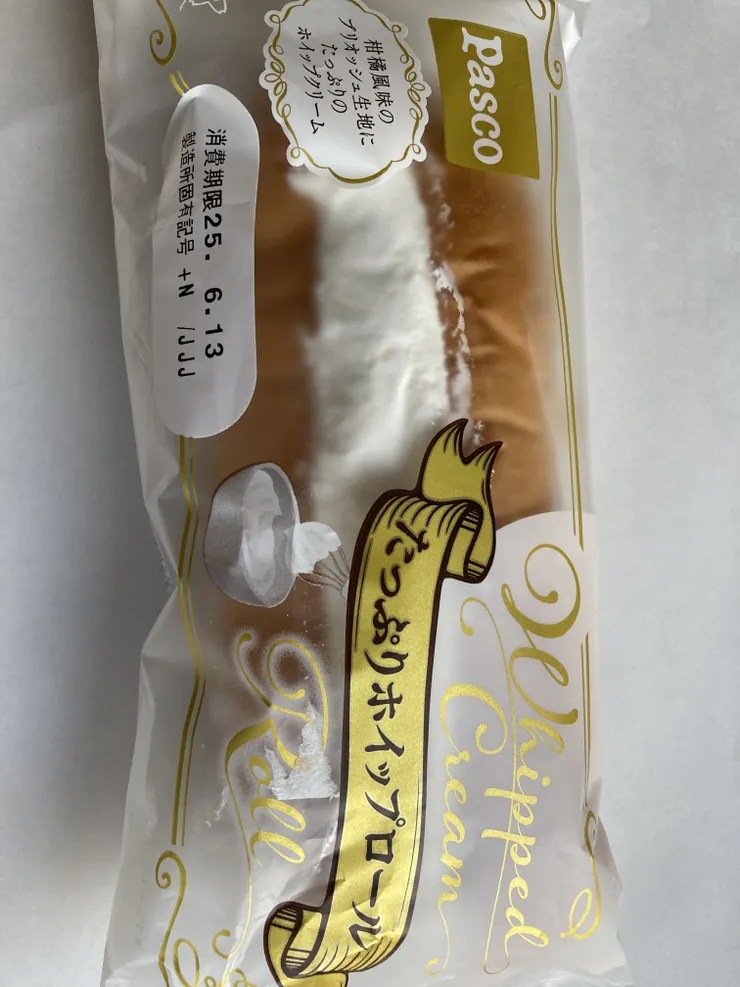 Pasco
柑橘風味の
ブリオッシュ生地に
たっぷりの
ホイップクリーム
消費期限25. 6.13
製造所固有記号 +N /JJJ
Whipped
Cream
たっぷりホイップロール
Roll